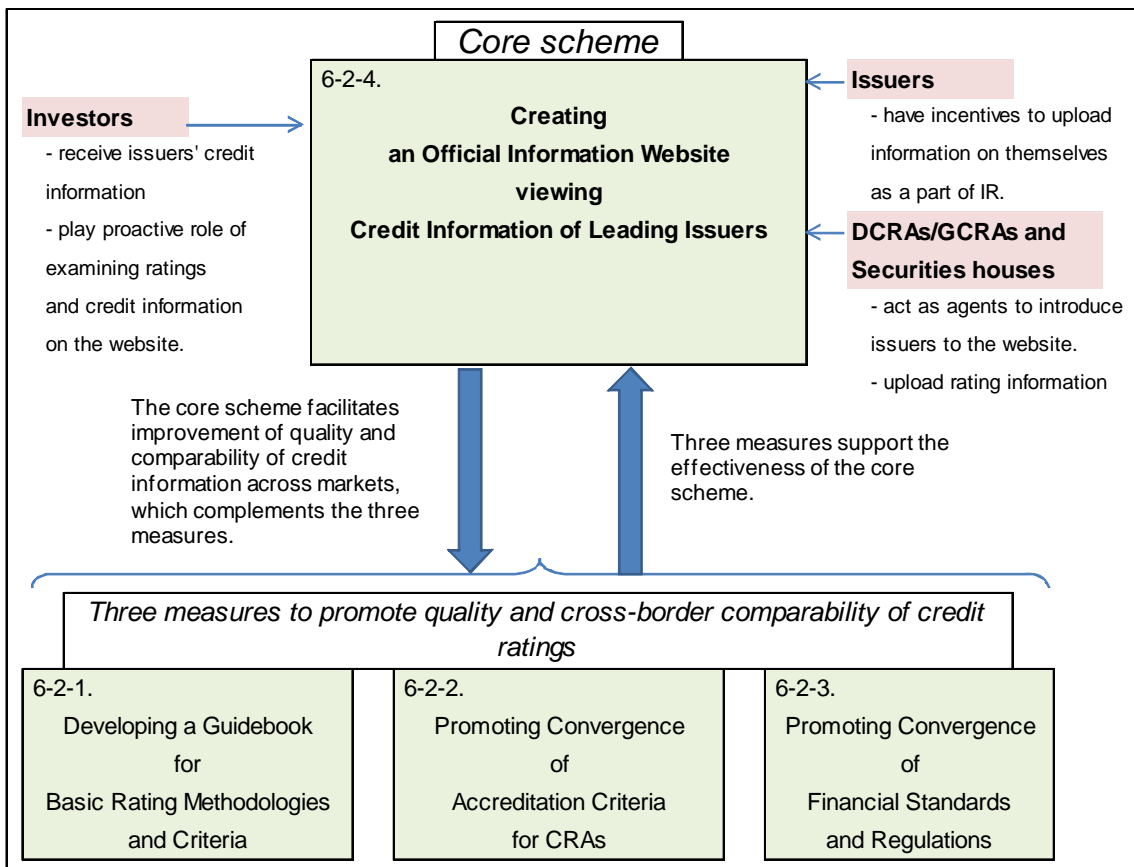 Core scheme
6-2-4.
Creating
an Official Information Website
viewing
Credit Information of Leading Issuers
Investors
- receive issuers' credit
information
- play proactive role of
examining ratings
and credit information
on the website.
Issuers
- have incentives to upload
information on themselves
as a part of IR.
DCRAs/GCRAs and
Securities houses
- act as agents to introduce
issuers to the website.
- upload rating information
The core scheme facilitates
improvement of quality and
comparability of credit
information across markets,
which complements the three
measures.
Three measures support the
effectiveness of the core
scheme.
Three measures to promote quality and cross-border comparability of credit
ratings
6-2-1.
Developing a Guidebook
for
Basic Rating Methodologies
and Criteria
6-2-2.
Promoting Convergence
of
Accreditation Criteria
for CRAs
6-2-3.
Promoting Convergence
of
Financial Standards
and Regulations